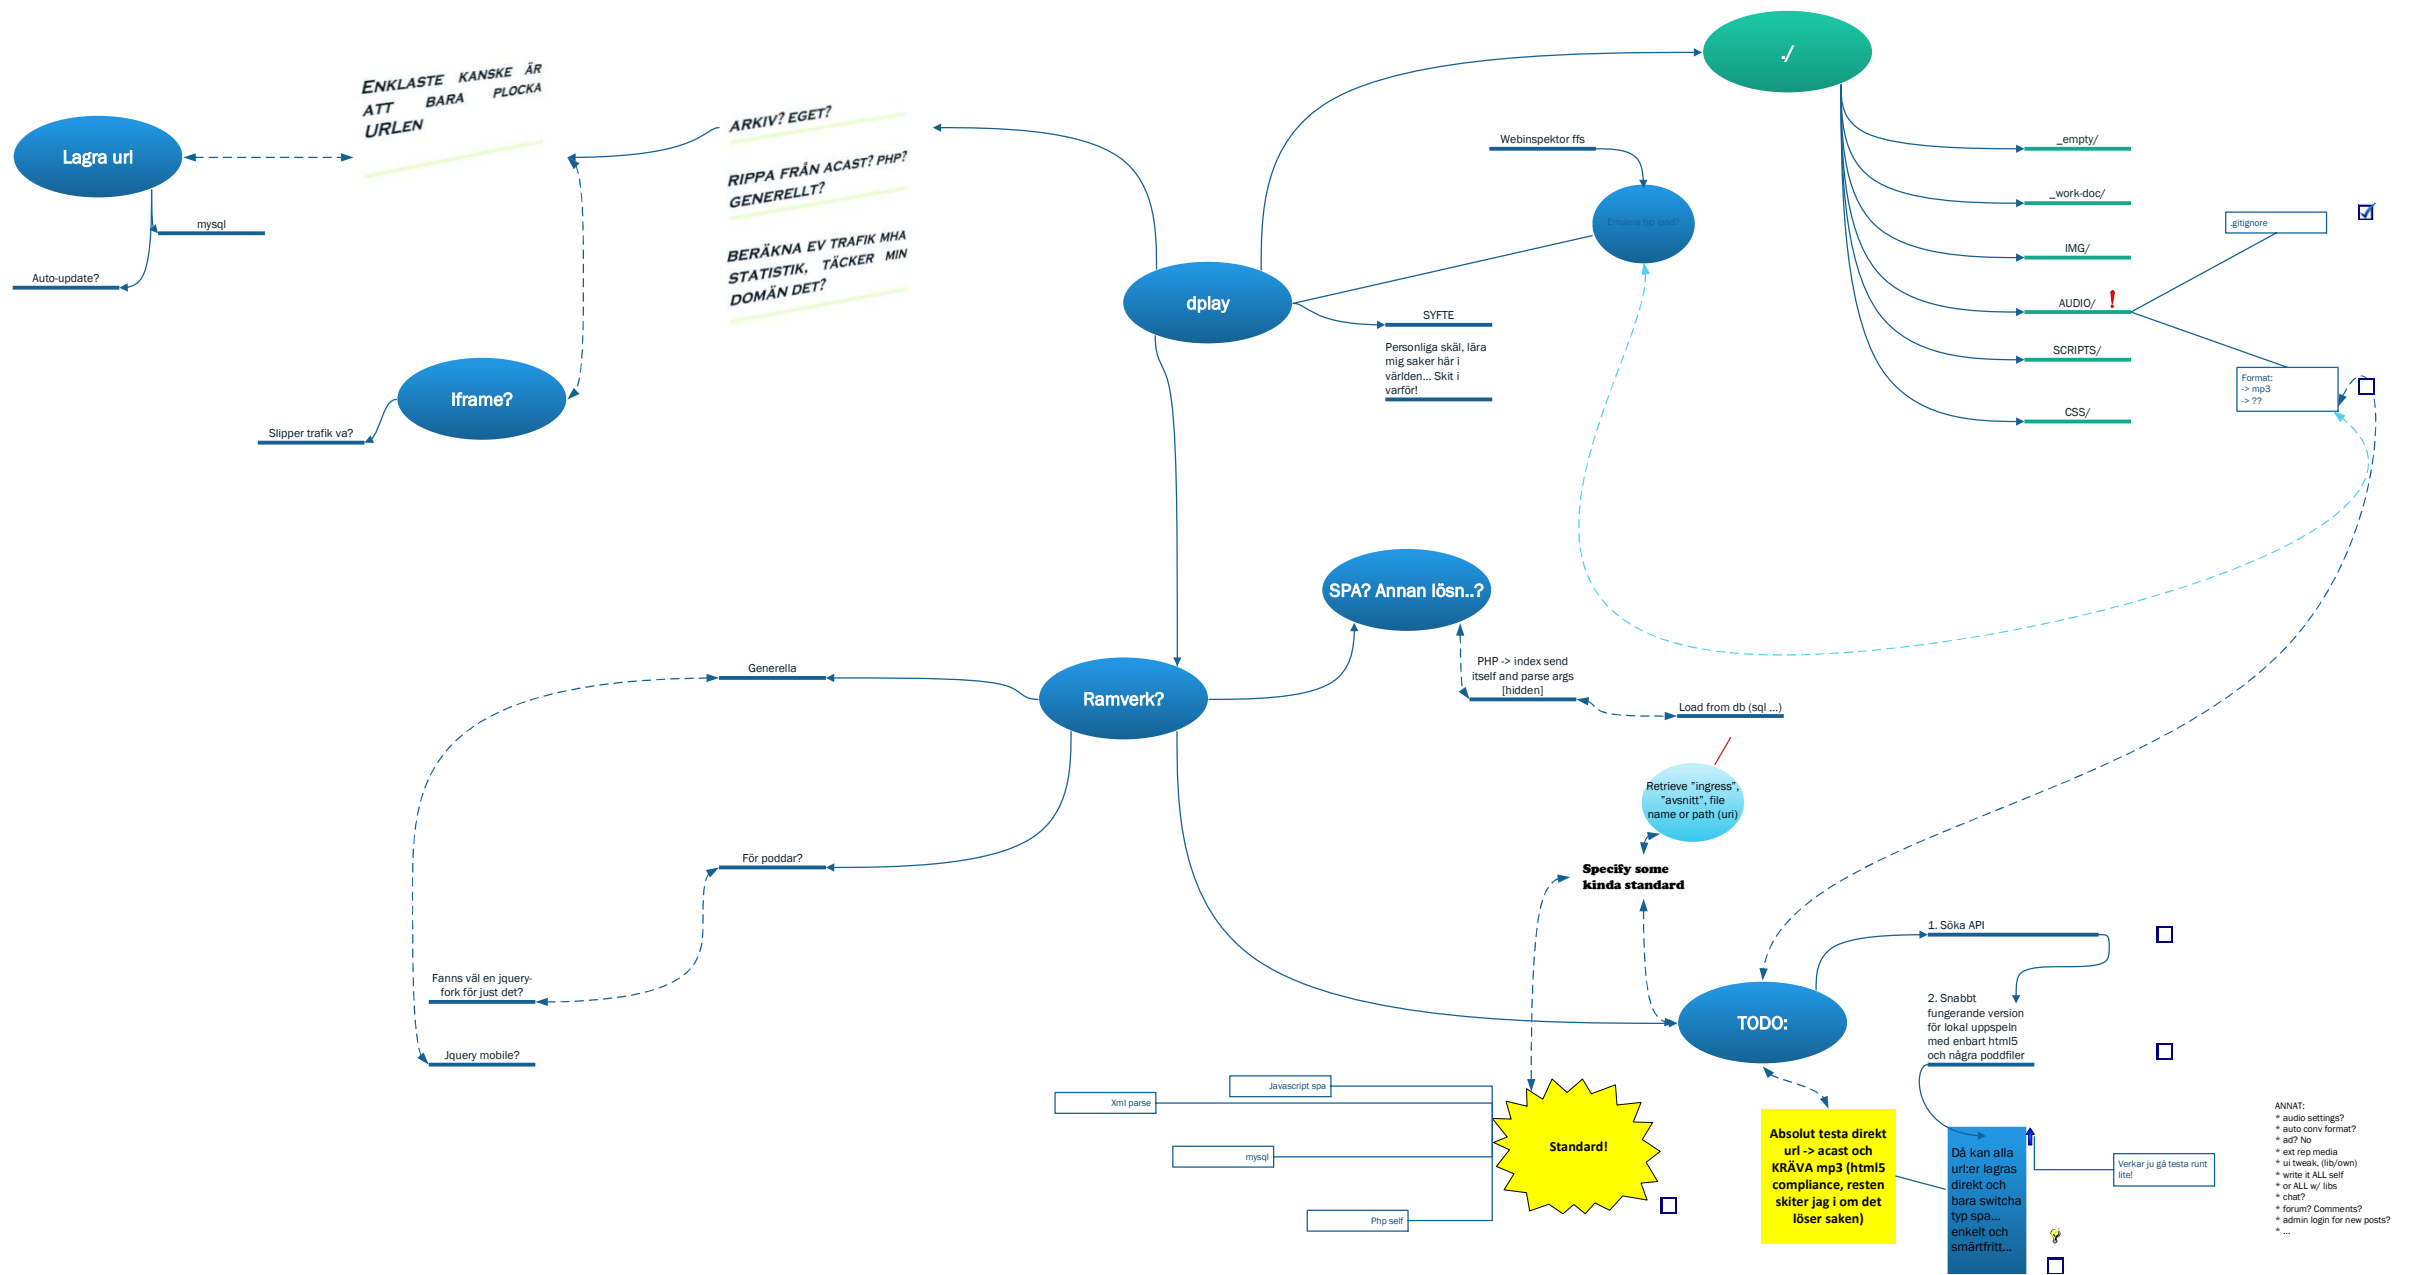 ./
ENKLASTE KANSKE ÄR
ATT BARA PLOCKA
URLEN
Lagra url
mysql
Auto-update?
ARKIV? EGET?
RIPPA FRÅN ACAST? PHP?
GENERELLT?
BERÄKNA EV TRAFIK MHA
STATISTIK, TÄCKER MIN
DOMÄN DET?
Iframe?
Slipper trafik va?
dplay
Webinspektor ffs
Emulera typ ipad?
SYFTE
Personliga skäl, lära
mig saker här i
världen... Skit i
varför!
_empty/
_work-doc/
IMG/
AUDIO/
SCRIPTS/
CSS/
.gitignore
Format:
-> mp3
-> ??
SPA? Annan lösn..?
PHP -> index send
itself and parse args
[hidden]
Load from db (sql ...)
Retrieve "ingress",
"avsnitt", file
name or path (uri)
Specify some
kinda standard
Ramverk?
Generella
För poddar?
Fanns väl en jquery-
fork för just det?
Jquery mobile?
TODO:
1. Söka API
2. Snabbt
fungerande version
för lokal uppspeln
med enbart html5
och några poddfiler
Javascript spa
Xml parse
mysql
Php self
Standard!
Absolut testa direkt
url -> acast och
KRÄVA mp3 (html5
compliance, resten
skiter jag i om det
löser saken)
Då kan alla
url:er lagras
direkt och
bara switcha
typ spa...
enkelt och
smärtfritt...
Verkar ju gå testa runt
lite!
ANNAT:
* audio settings?
* auto conv format?
* ad? No
* ext rep media
* ui tweak, (lib/own)
* write it ALL self
* or ALL w/ libs
* chat?
* forum? Comments?
* admin login for new posts?
* ...